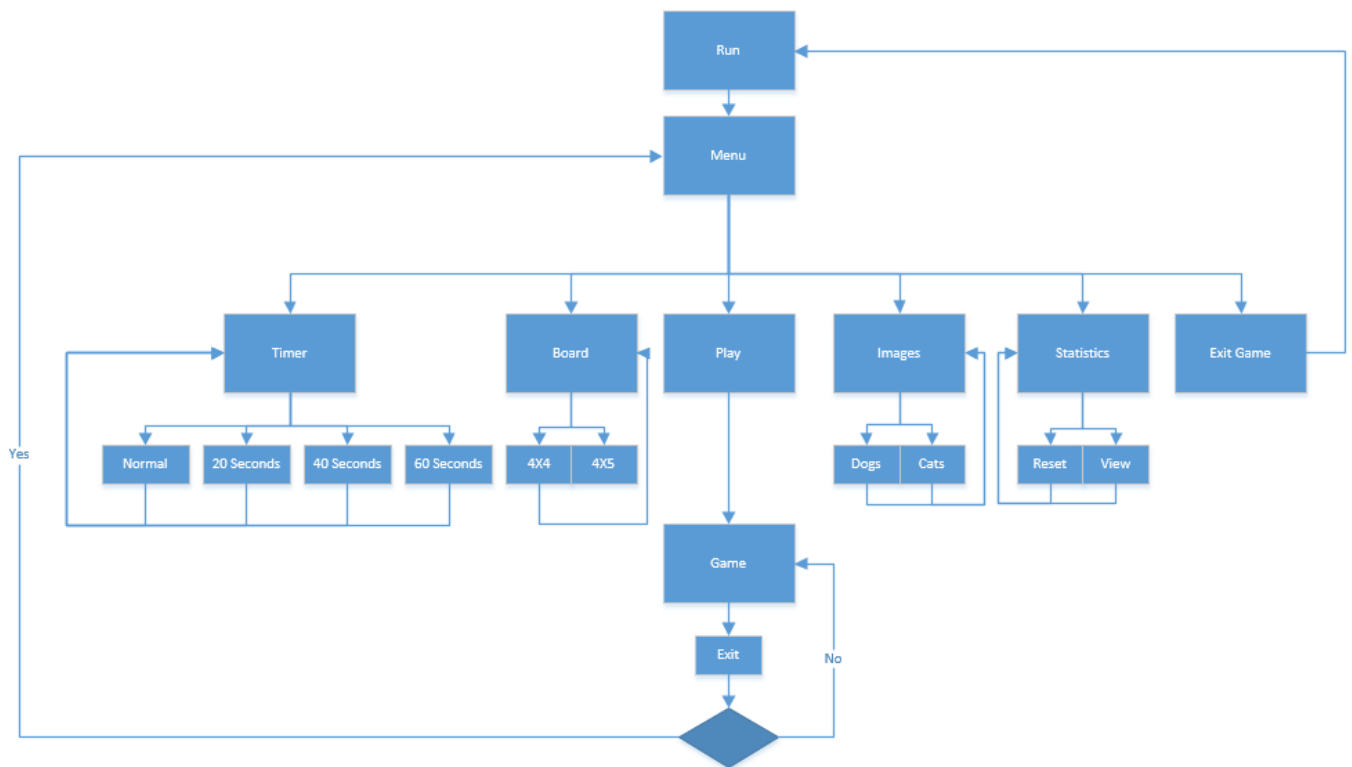 Run
Menu
Timer
Board
Play
Images
Statistics
Exit Game
Yes
Normal
20 Seconds
40 Seconds
60 Seconds
4X4
4X5
Dogs
Cats
Reset
View
Game
Exit
No